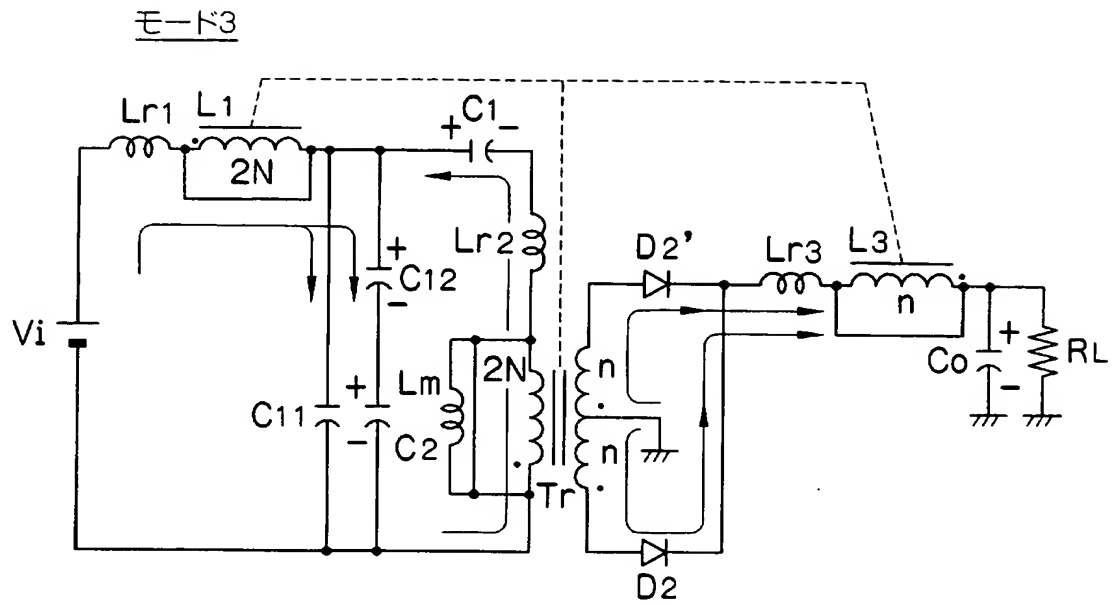 モード3
Lr1
L1
2N
+
C1
-
Lr2
+
C12
-
D2'
Lr3
L3
n
Vi
Lm
2N
n
Co
+
-
RL
C11
+
-
C2
n
Tr
D2